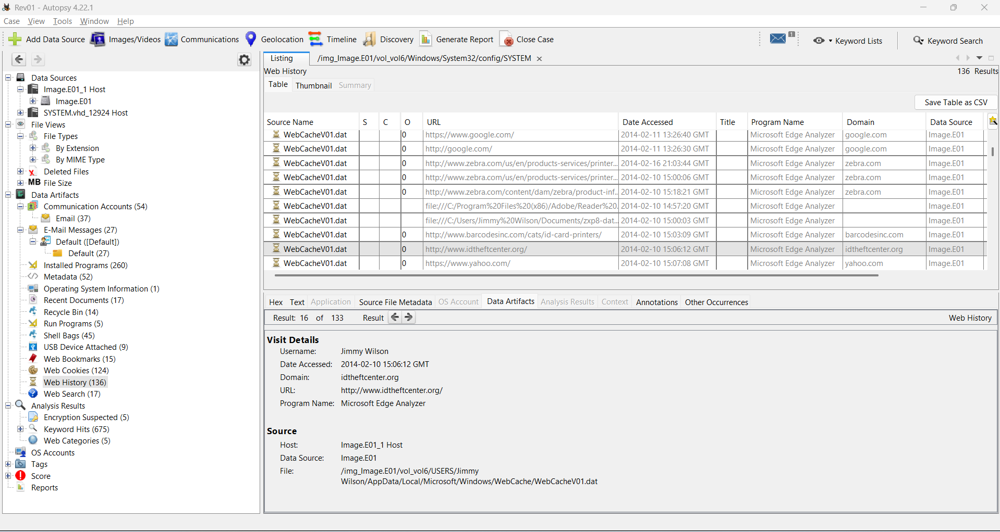 Rev01 - Autopsy 4.22.1
Case View Tools Window Help
Add Data Source Images/Videos Communications Geolocation Timeline Discovery Generate Report Close Case 1 Keyword Lists Keyword Search
Listing /img_Image.E01/vol_vol6/Windows/System32/config/SYSTEM
Web History 136 Results
Table Thumbnail Summary
Save Table as CSV
Data Sources
Image.E01_1 Host
Image.E01
SYSTEM.vhd_12924 Host
File Views
File Types
By Extension
By MIME Type
Deleted Files
MB File Size
Data Artifacts
Communication Accounts (54)
Email (37)
E-Mail Messages (27)
Default ([Default])
Default (27)
Installed Programs (260)
Metadata (52)
Operating System Information (1)
Recent Documents (17)
Recycle Bin (14)
Run Programs (5)
Shell Bags (45)
USB Device Attached (9)
Web Bookmarks (15)
Web Cookies (124)
Web History (136)
Web Search (17)
Analysis Results
Encryption Suspected (5)
Keyword Hits (675)
Web Categories (5)
OS Accounts
Tags
Score
Reports
Source Name S C O URL Date Accessed Title Program Name Domain Data Source
WebCacheV01.dat 0 https://www.google.com/ 2014-02-11 13:26:40 GMT Microsoft Edge Analyzer google.com Image.E01
WebCacheV01.dat 0 http://google.com/ 2014-02-11 13:26:30 GMT Microsoft Edge Analyzer google.com Image.E01
WebCacheV01.dat 0 http://www.zebra.com/us/en/products-services/printer... 2014-02-16 21:03:44 GMT Microsoft Edge Analyzer zebra.com Image.E01
WebCacheV01.dat 0 http://www.zebra.com/us/en/products-services/printer... 2014-02-10 15:00:06 GMT Microsoft Edge Analyzer zebra.com Image.E01
WebCacheV01.dat 0 http://www.zebra.com/content/dam/zebra/product-inf... 2014-02-10 15:18:21 GMT Microsoft Edge Analyzer zebra.com Image.E01
WebCacheV01.dat file:///C:/Program%20Files%20(x86)/Adobe/Reader%20... 2014-02-10 14:57:20 GMT Microsoft Edge Analyzer Image.E01
WebCacheV01.dat file:///C:/Users/Jimmy%20Wilson/Documents/zxp8-dat... 2014-02-10 15:00:03 GMT Microsoft Edge Analyzer Image.E01
WebCacheV01.dat 0 http://www.barcodesinc.com/cats/id-card-printers/ 2014-02-10 15:03:09 GMT Microsoft Edge Analyzer barcodesinc.com Image.E01
WebCacheV01.dat 0 http://www.idtheftcenter.org/ 2014-02-10 15:06:12 GMT Microsoft Edge Analyzer idtheftcenter.org Image.E01
WebCacheV01.dat 0 https://www.yahoo.com/ 2014-02-10 15:07:08 GMT Microsoft Edge Analyzer yahoo.com Image.E01
Hex Text Application Source File Metadata OS Account Data Artifacts Analysis Results Context Annotations Other Occurrences
Result: 16 of 133 Result Web History
Visit Details
Username: Jimmy Wilson
Date Accessed: 2014-02-10 15:06:12 GMT
Domain: idtheftcenter.org
URL: http://www.idtheftcenter.org/
Program Name: Microsoft Edge Analyzer
Source
Host: Image.E01_1 Host
Data Source: Image.E01
File: /img_Image.E01/vol_vol6/USERS/Jimmy
Wilson/AppData/Local/Microsoft/Windows/WebCache/WebCacheV01.dat